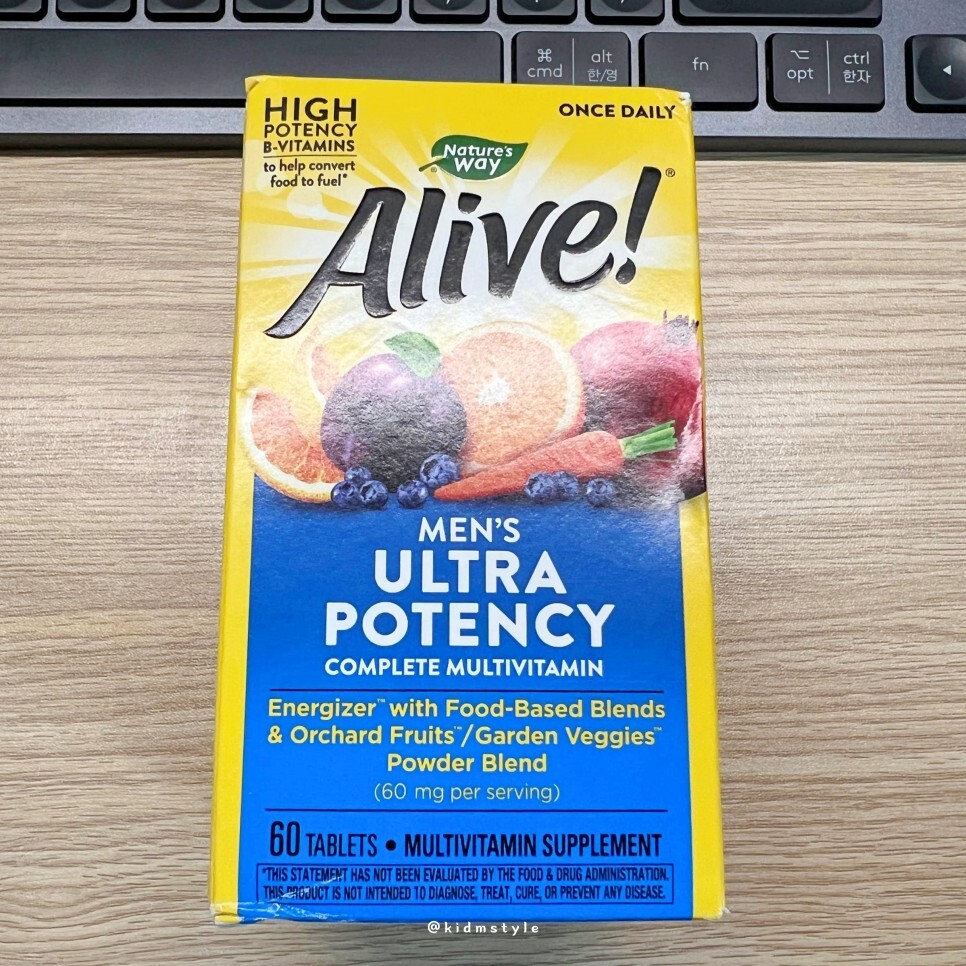 ⌘ alt ⌥ ctrl
cmd 한/영 fn opt 한자
HIGH
POTENCY
B-VITAMINS
to help convert
food to fuel*
ONCE DAILY
Nature's
way
®
Alive!®
MEN'S
ULTRA
POTENCY
COMPLETE MULTIVITAMIN
Energizer™ with Food-Based Blends
& Orchard Fruits™/Garden Veggies™
Powder Blend
(60 mg per serving)
60 TABLETS • MULTIVITAMIN SUPPLEMENT
*THIS STATEMENT HAS NOT BEEN EVALUATED BY THE FOOD & DRUG ADMINISTRATION.
THIS PRODUCT IS NOT INTENDED TO DIAGNOSE, TREAT, CURE, OR PREVENT ANY DISEASE.
@kidmstyle